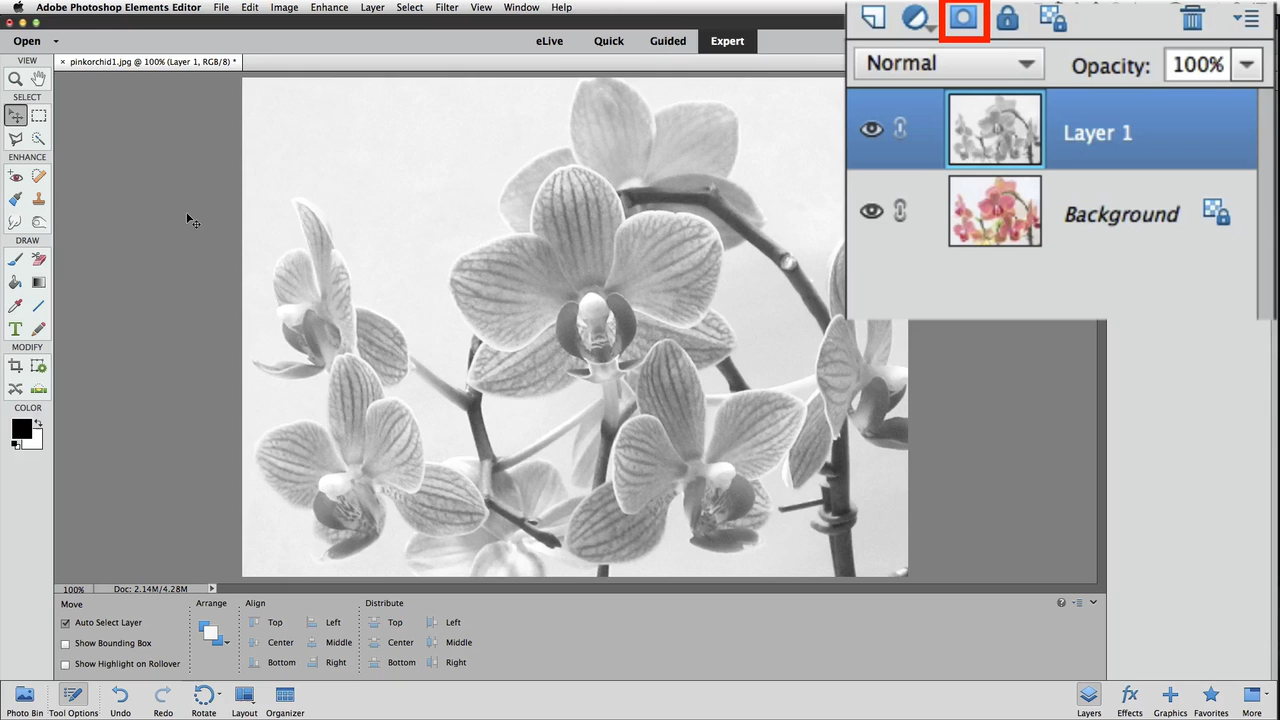 Adobe Photoshop Elements Editor File Edit Image Enhance Layer Select Filter View Window Help
Open eLive Quick Guided Expert
VIEW
× pinkorchid1.jpg @ 100% (Layer 1, RGB/8) *
SELECT
ENHANCE
DRAW
T
MODIFY
COLOR
Normal Opacity: 100%
Layer 1
Background
100% Doc: 2.14M/4.28M
Move Arrange Align Distribute
Auto Select Layer Top Left Top Left
Show Bounding Box Center Middle Center Middle
Show Highlight on Rollover Bottom Right Bottom Right
fx
Photo Bin Tool Options Undo Redo Rotate Layout Organizer Layers Effects Graphics Favorites More